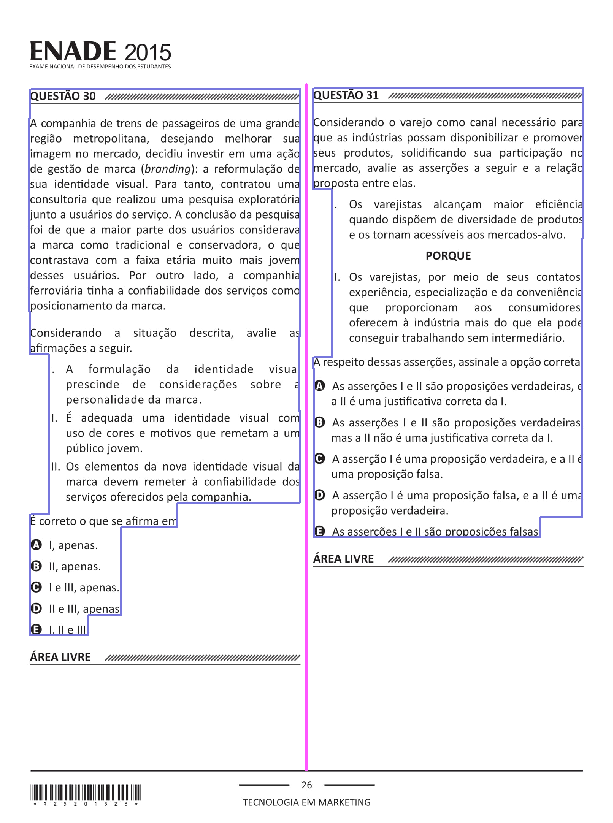 ENADE 2015
EXAME NACIONAL DE DESEMPENHO DOS ESTUDANTES
QUESTÃO 30
A companhia de trens de passageiros de uma grande
região metropolitana, desejando melhorar sua
imagem no mercado, decidiu investir em uma ação
de gestão de marca (branding): a reformulação de
sua identidade visual. Para tanto, contratou uma
consultoria que realizou uma pesquisa exploratória
junto a usuários do serviço. A conclusão da pesquisa
foi de que a maior parte dos usuários considerava
a marca como tradicional e conservadora, o que
contrastava com a faixa etária muito mais jovem
desses usuários. Por outro lado, a companhia
ferroviária tinha a confiabilidade dos serviços como
posicionamento da marca.
Considerando a situação descrita, avalie as
afirmações a seguir.
I. A formulação da identidade visual
prescinde de considerações sobre a
personalidade da marca.
II. É adequada uma identidade visual com
uso de cores e motivos que remetam a um
público jovem.
III. Os elementos da nova identidade visual da
marca devem remeter à confiabilidade dos
serviços oferecidos pela companhia.
É correto o que se afirma em
A I, apenas.
B II, apenas.
C I e III, apenas.
D II e III, apenas.
E I, II e III.
ÁREA LIVRE
QUESTÃO 31
Considerando o varejo como canal necessário para
que as indústrias possam disponibilizar e promover
seus produtos, solidificando sua participação no
mercado, avalie as asserções a seguir e a relação
proposta entre elas.
I. Os varejistas alcançam maior eficiência
quando dispõem de diversidade de produtos
e os tornam acessíveis aos mercados-alvo.
PORQUE
II. Os varejistas, por meio de seus contatos,
experiência, especialização e da conveniência
que proporcionam aos consumidores,
oferecem à indústria mais do que ela pode
conseguir trabalhando sem intermediário.
A respeito dessas asserções, assinale a opção correta.
A As asserções I e II são proposições verdadeiras, e
a II é uma justificativa correta da I.
B As asserções I e II são proposições verdadeiras,
mas a II não é uma justificativa correta da I.
C A asserção I é uma proposição verdadeira, e a II é
uma proposição falsa.
D A asserção I é uma proposição falsa, e a II é uma
proposição verdadeira.
E As asserções I e II são proposições falsas.
ÁREA LIVRE
26
TECNOLOGIA EM MARKETING